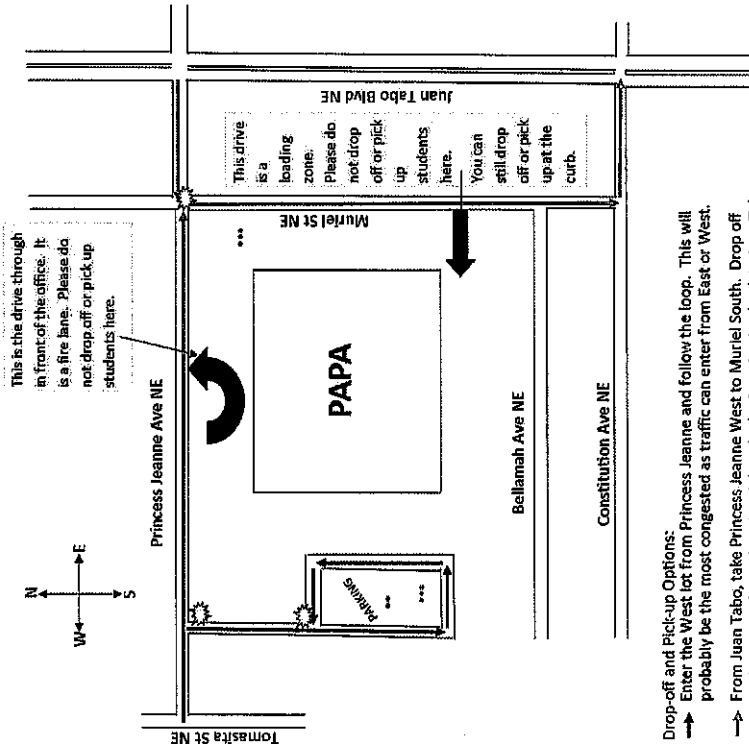 This is the drive through
in front of the office. It
is a fire lane. Please do
not drop off or pick up
students here.
N
W E
S
Princess Jeanne Ave NE
Tomasita St NE
Muriel St NE
Juan Tabo Blvd NE
This drive
is a
loading
zone.
Please do
not drop
off or pick
up
students
here.
You can
still drop
off or pick
up at the
curb.
***
PAPA
PARKING
**
***
Bellamah Ave NE
Constitution Ave NE
Drop-off and Pick-up Options:
Enter the West lot from Princess Jeanne and follow the loop. This will
probably be the most congested as traffic can enter from East or West.
From Juan Tabo, take Princess Jeanne West to Muriel South. Drop off